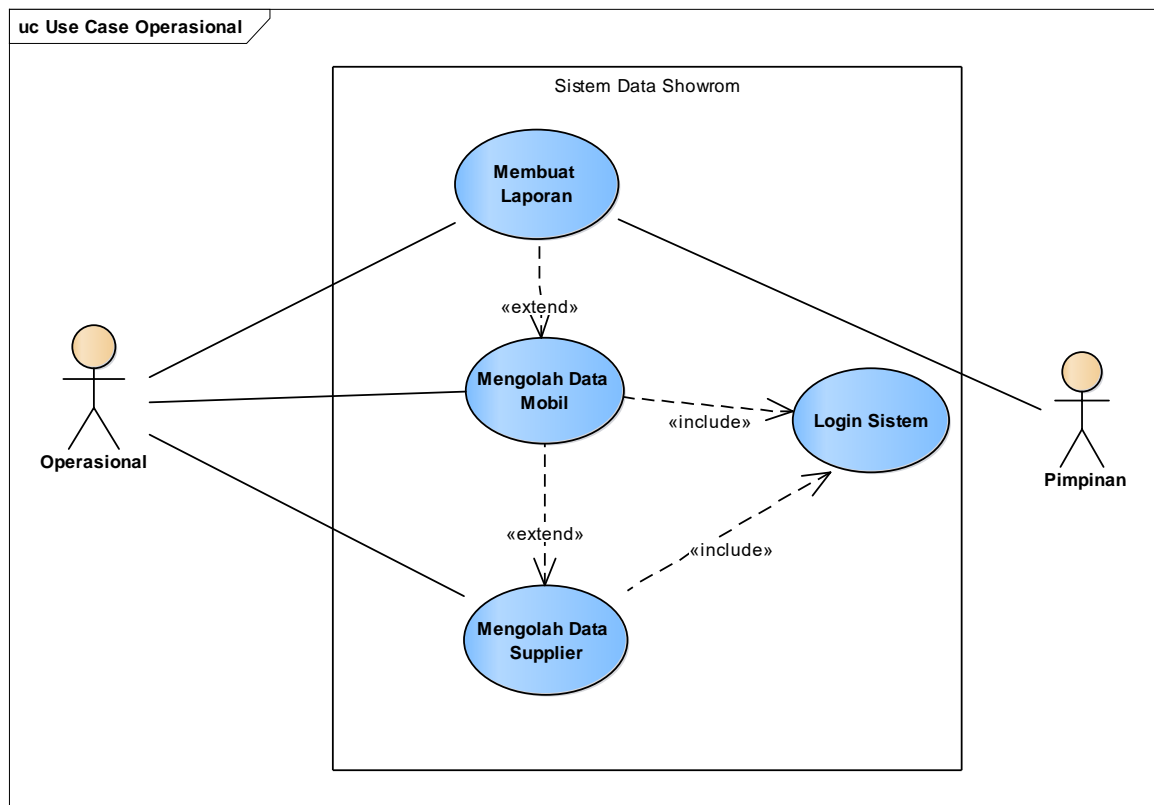 uc Use Case Operasional
Sistem Data Showrom
Membuat
Laporan
«extend»
Mengolah Data
Mobil
«include»
Login Sistem
Operasional
Pimpinan
«extend»
«include»
Mengolah Data
Supplier